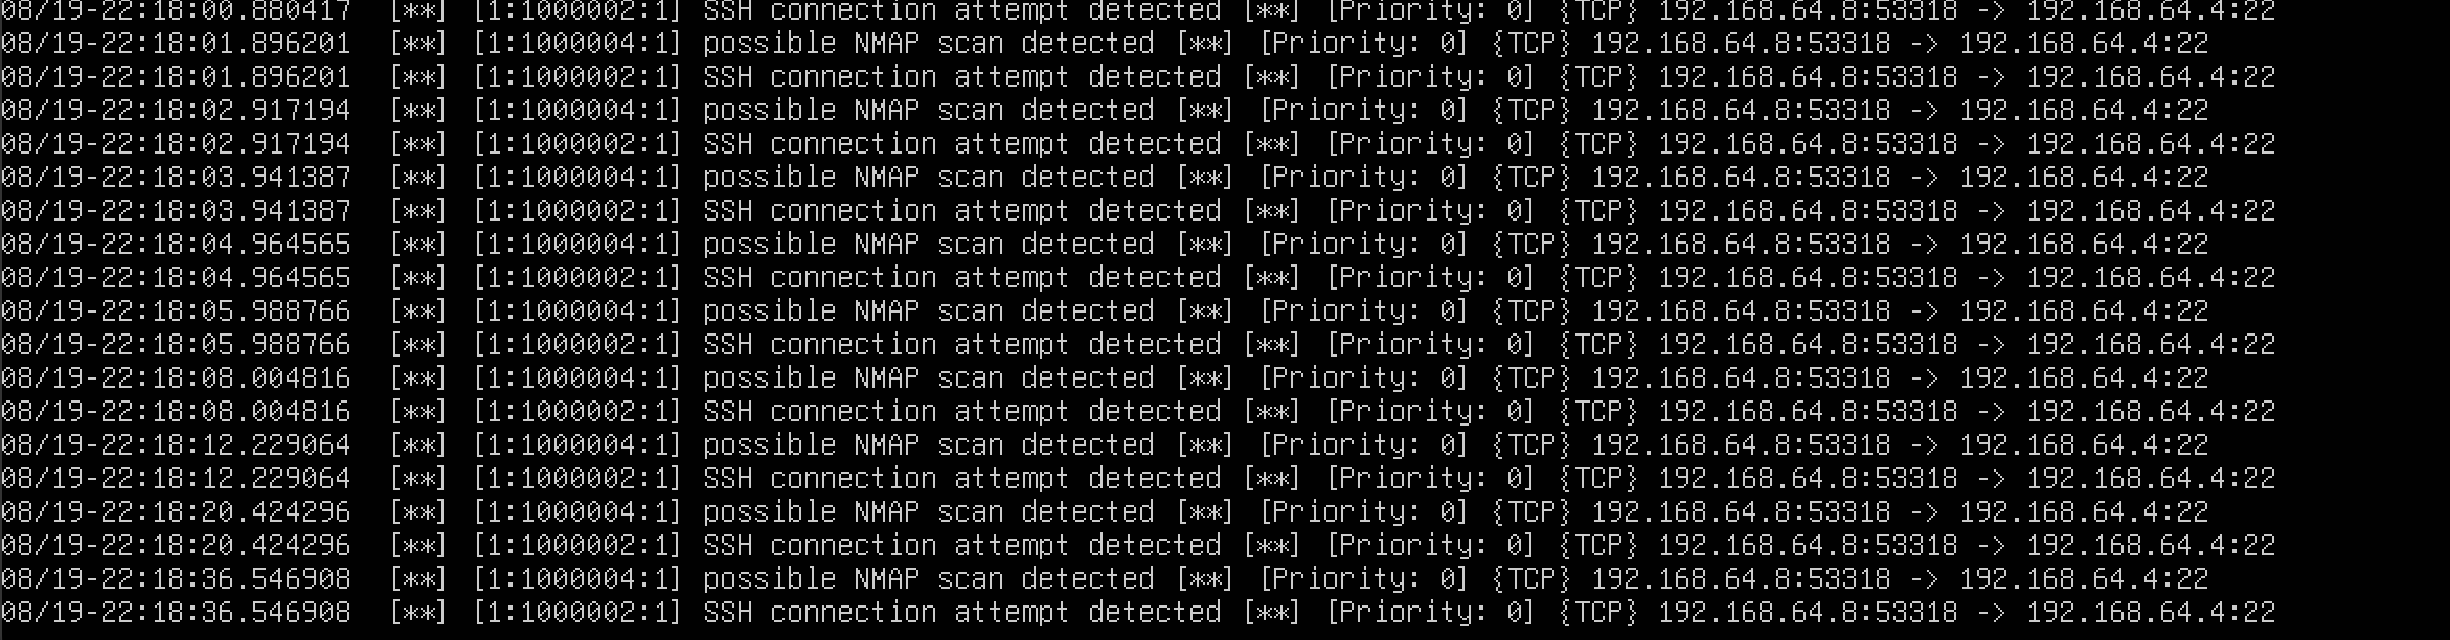 08/19-22:18:00.880417  [**] [1:1000002:1] SSH connection attempt detected [**] [Priority: 0] {TCP} 192.168.64.8:53318 -> 192.168.64.4:22
08/19-22:18:01.896201  [**] [1:1000004:1] possible NMAP scan detected [**] [Priority: 0] {TCP} 192.168.64.8:53318 -> 192.168.64.4:22
08/19-22:18:01.896201  [**] [1:1000002:1] SSH connection attempt detected [**] [Priority: 0] {TCP} 192.168.64.8:53318 -> 192.168.64.4:22
08/19-22:18:02.917194  [**] [1:1000004:1] possible NMAP scan detected [**] [Priority: 0] {TCP} 192.168.64.8:53318 -> 192.168.64.4:22
08/19-22:18:02.917194  [**] [1:1000002:1] SSH connection attempt detected [**] [Priority: 0] {TCP} 192.168.64.8:53318 -> 192.168.64.4:22
08/19-22:18:03.941387  [**] [1:1000004:1] possible NMAP scan detected [**] [Priority: 0] {TCP} 192.168.64.8:53318 -> 192.168.64.4:22
08/19-22:18:03.941387  [**] [1:1000002:1] SSH connection attempt detected [**] [Priority: 0] {TCP} 192.168.64.8:53318 -> 192.168.64.4:22
08/19-22:18:04.964565  [**] [1:1000004:1] possible NMAP scan detected [**] [Priority: 0] {TCP} 192.168.64.8:53318 -> 192.168.64.4:22
08/19-22:18:04.964565  [**] [1:1000002:1] SSH connection attempt detected [**] [Priority: 0] {TCP} 192.168.64.8:53318 -> 192.168.64.4:22
08/19-22:18:05.988766  [**] [1:1000004:1] possible NMAP scan detected [**] [Priority: 0] {TCP} 192.168.64.8:53318 -> 192.168.64.4:22
08/19-22:18:05.988766  [**] [1:1000002:1] SSH connection attempt detected [**] [Priority: 0] {TCP} 192.168.64.8:53318 -> 192.168.64.4:22
08/19-22:18:08.004816  [**] [1:1000004:1] possible NMAP scan detected [**] [Priority: 0] {TCP} 192.168.64.8:53318 -> 192.168.64.4:22
08/19-22:18:08.004816  [**] [1:1000002:1] SSH connection attempt detected [**] [Priority: 0] {TCP} 192.168.64.8:53318 -> 192.168.64.4:22
08/19-22:18:12.229064  [**] [1:1000004:1] possible NMAP scan detected [**] [Priority: 0] {TCP} 192.168.64.8:53318 -> 192.168.64.4:22
08/19-22:18:12.229064  [**] [1:1000002:1] SSH connection attempt detected [**] [Priority: 0] {TCP} 192.168.64.8:53318 -> 192.168.64.4:22
08/19-22:18:20.424296  [**] [1:1000004:1] possible NMAP scan detected [**] [Priority: 0] {TCP} 192.168.64.8:53318 -> 192.168.64.4:22
08/19-22:18:20.424296  [**] [1:1000002:1] SSH connection attempt detected [**] [Priority: 0] {TCP} 192.168.64.8:53318 -> 192.168.64.4:22
08/19-22:18:36.546908  [**] [1:1000004:1] possible NMAP scan detected [**] [Priority: 0] {TCP} 192.168.64.8:53318 -> 192.168.64.4:22
08/19-22:18:36.546908  [**] [1:1000002:1] SSH connection attempt detected [**] [Priority: 0] {TCP} 192.168.64.8:53318 -> 192.168.64.4:22